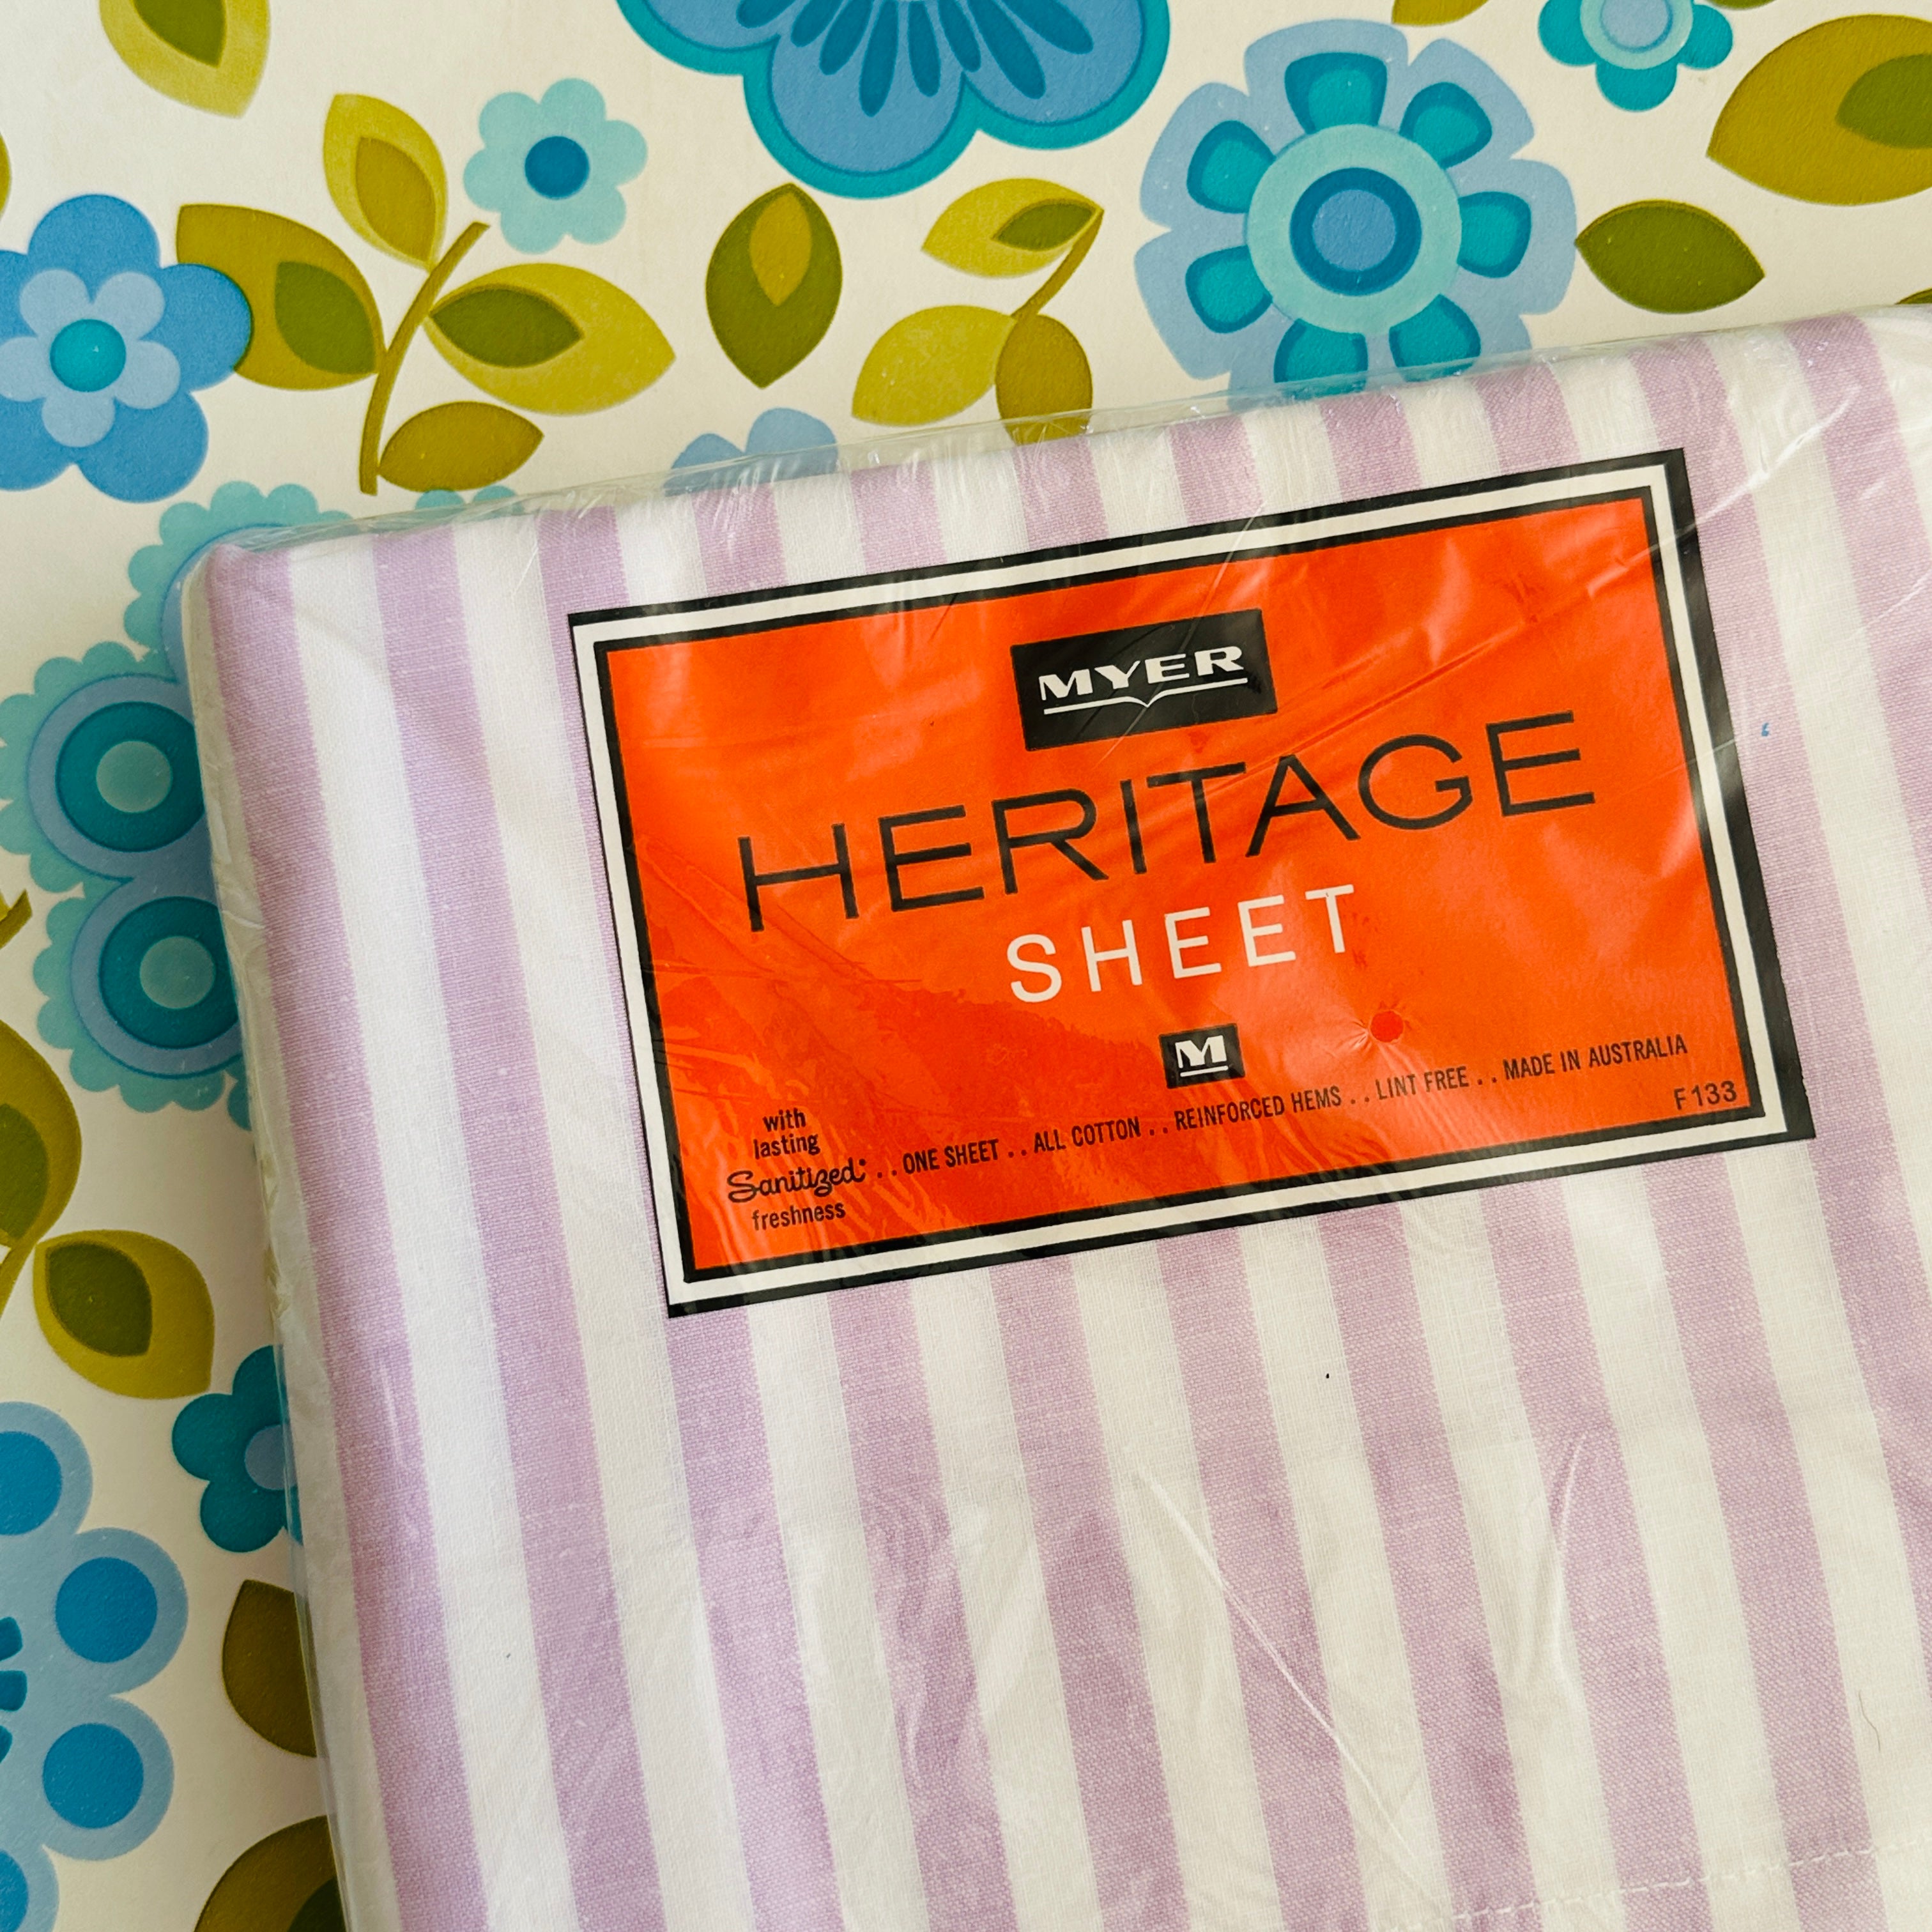 MYER
HERITAGE
SHEET
M
with
lasting
Sanitized
freshness
. . ONE SHEET . . ALL COTTON . . REINFORCED HEMS . . LINT FREE . . MADE IN AUSTRALIA
F133